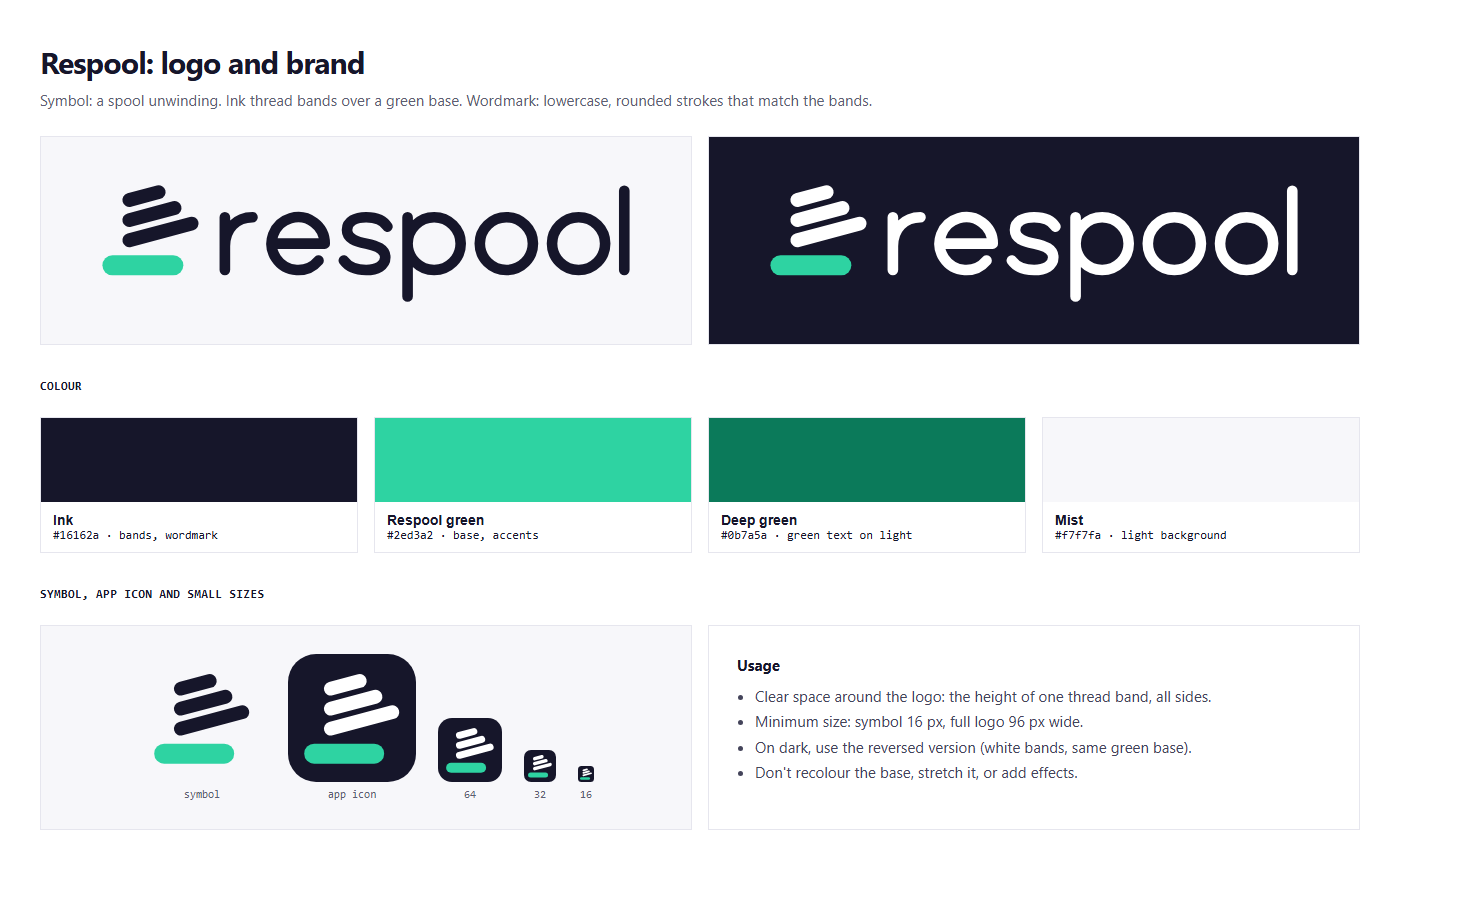 Respool: logo and brand
Symbol: a spool unwinding. Ink thread bands over a green base. Wordmark: lowercase, rounded strokes that match the bands.
respool
respool
COLOUR
Ink
#16162a · bands, wordmark
Respool green
#2ed3a2 · base, accents
Deep green
#0b7a5a · green text on light
Mist
#f7f7fa · light background
SYMBOL, APP ICON AND SMALL SIZES
symbol
app icon
64
32
16
Usage
• Clear space around the logo: the height of one thread band, all sides.
• Minimum size: symbol 16 px, full logo 96 px wide.
• On dark, use the reversed version (white bands, same green base).
• Don't recolour the base, stretch it, or add effects.